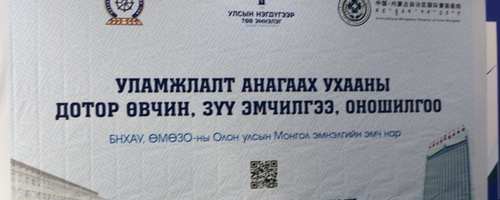 УЛСЫН НЭГДҮГЭЭР
ТӨВ ЭМНЭЛЭГ
УЛАМЖЛАЛТ АНАГААХ УХААНЫ
ДОТОР ӨВЧИН, ЗҮҮ ЭМЧИЛГЭЭ, ОНОШИЛГОО
БНХАУ, ӨМӨЗО-ны Олон улсын Монгол эмнэлгийн эмч нар